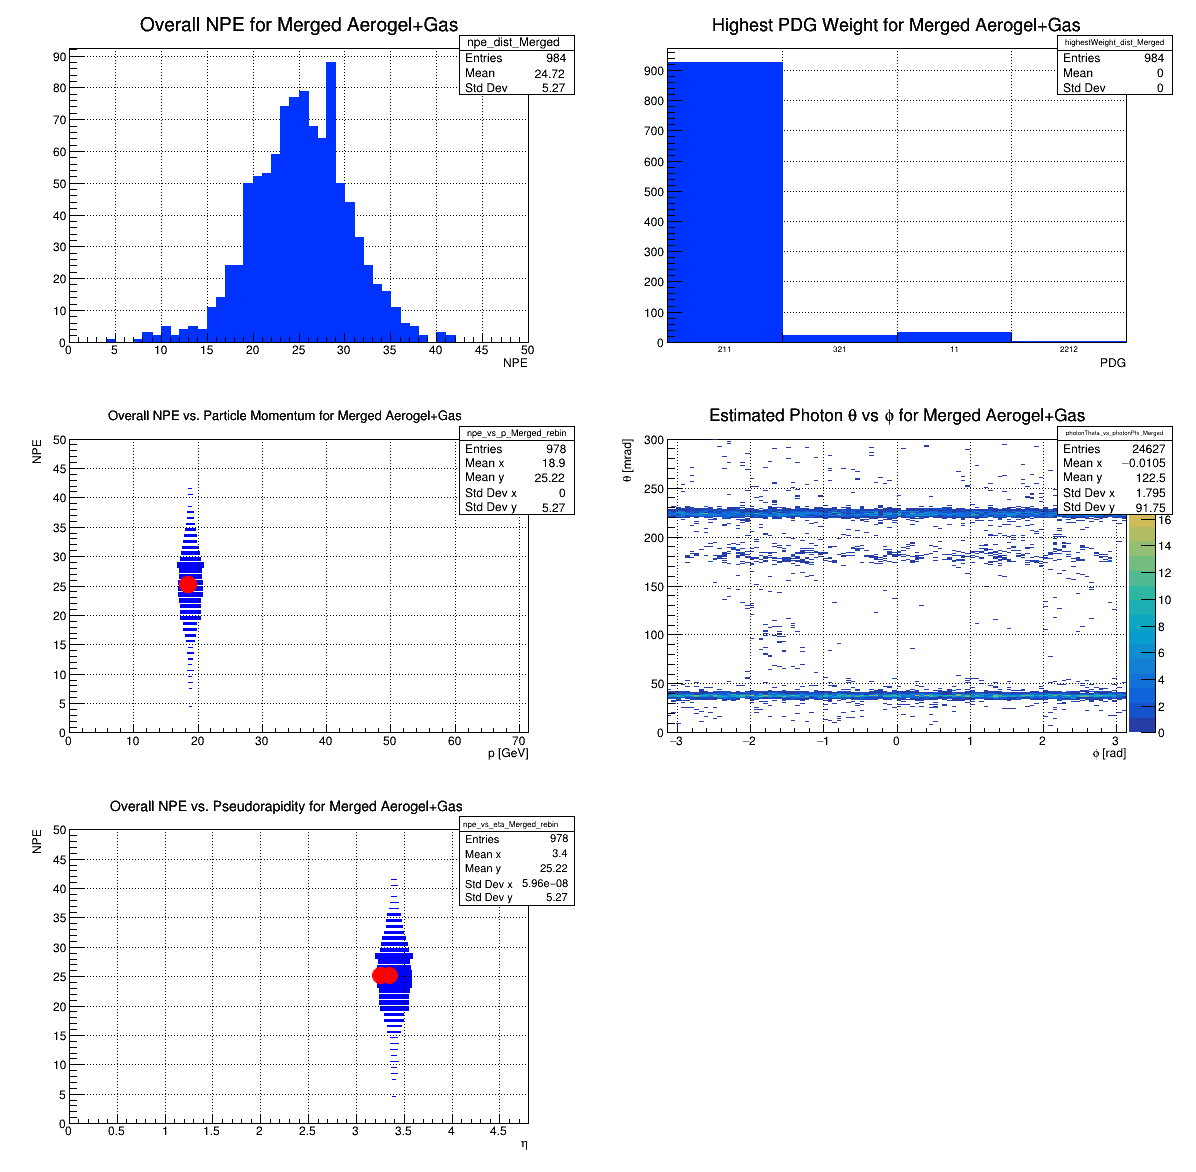 Overall NPE for Merged Aerogel+Gas
npe_dist_Merged
Entries 984
Mean 24.72
Std Dev 5.27
90
80
70
60
50
40
30
20
10
0
0 5 10 15 20 25 30 35 40 45 50
NPE
Highest PDG Weight for Merged Aerogel+Gas
highestWeight_dist_Merged
Entries 984
Mean 0
Std Dev 0
900
800
700
600
500
400
300
200
100
0
211 321 11 2212
PDG
Overall NPE vs. Particle Momentum for Merged Aerogel+Gas
npe_vs_p_Merged_rebin
Entries 978
Mean x 18.9
Mean y 25.22
Std Dev x 0
Std Dev y 5.27
NPE
50
45
40
35
30
25
20
15
10
5
0
0 10 20 30 40 50 60 70
p [GeV]
Estimated Photon θ vs ϕ for Merged Aerogel+Gas
photonTheta_vs_photonPhi_Merged
Entries 24627
Mean x −0.0105
Mean y 122.5
Std Dev x 1.795
Std Dev y 91.75
θ [mrad]
300
250
200
150
100
50
0
−3 −2 −1 0 1 2 3
ϕ [rad]
16
14
12
10
8
6
4
2
0
Overall NPE vs. Pseudorapidity for Merged Aerogel+Gas
npe_vs_eta_Merged_rebin
Entries 978
Mean x 3.4
Mean y 25.22
Std Dev x 5.96e−08
Std Dev y 5.27
NPE
50
45
40
35
30
25
20
15
10
5
0
0 0.5 1 1.5 2 2.5 3 3.5 4 4.5
η